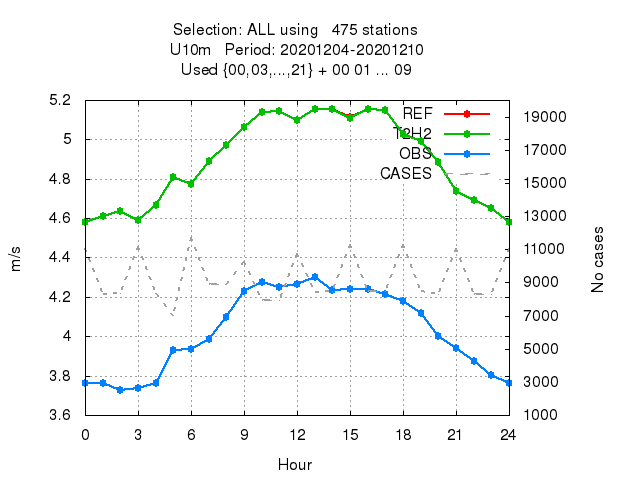 Selection: ALL using   475 stations
U10m   Period: 20201204-20201210
Used {00,03,...,21} + 00 01 ... 09
5.2
5
4.8
4.6
4.4
4.2
4
3.8
3.6
m/s
REF
T2H2
OBS
CASES
19000
17000
15000
13000
11000
9000
7000
5000
3000
1000
No cases
0 3 6 9 12 15 18 21 24
Hour